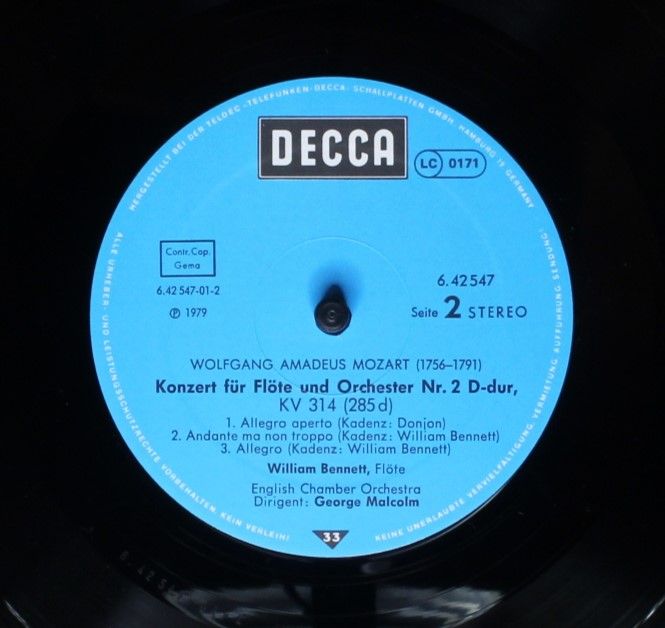 HERGESTELLT BEI DER TELDEC »TELEFUNKEN-DECCA« SCHALLPLATTEN GMBH, HAMBURG 19 GERMANY
DECCA
LC 0171
Contr. Cop.
Gema
6.42547
6.42 547-01-2
Seite 2 STEREO
℗ 1979
WOLFGANG AMADEUS MOZART (1756–1791)
Konzert für Flöte und Orchester Nr. 2 D-dur,
KV 314 (285 d)
1. Allegro aperto (Kadenz: Donjon)
2. Andante ma non troppo (Kadenz: William Bennett)
3. Allegro (Kadenz: William Bennett)
William Bennett, Flöte
English Chamber Orchestra
Dirigent: George Malcolm
33
ALLE URHEBER- UND LEISTUNGSSCHUTZRECHTE VORBEHALTEN. KEIN VERLEIH!
KEINE UNERLAUBTE VERVIELFÄLTIGUNG, VERMIETUNG, AUFFÜHRUNG, SENDUNG!